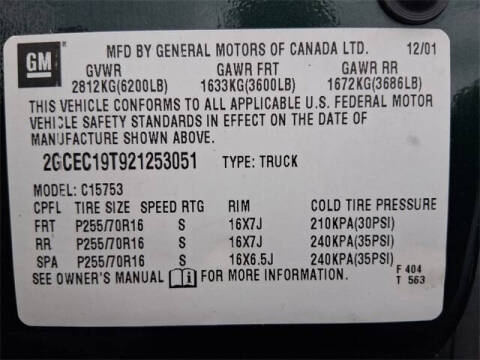 GM
MFD BY GENERAL MOTORS OF CANADA LTD. 12/01
GVWR GAWR FRT GAWR RR
2812KG(6200LB) 1633KG(3600LB) 1672KG(3686LB)
THIS VEHICLE CONFORMS TO ALL APPLICABLE U.S. FEDERAL MOTOR
VEHICLE SAFETY STANDARDS IN EFFECT ON THE DATE OF
MANUFACTURE SHOWN ABOVE.
2GCEC19T921253051 TYPE: TRUCK
MODEL: C15753
CPFL TIRE SIZE SPEED RTG RIM COLD TIRE PRESSURE
FRT P255/70R16 S 16X7J 210KPA(30PSI)
RR P255/70R16 S 16X7J 240KPA(35PSI)
SPA P255/70R16 S 16X6.5J 240KPA(35PSI)
SEE OWNER'S MANUAL FOR MORE INFORMATION. F 404
T 563